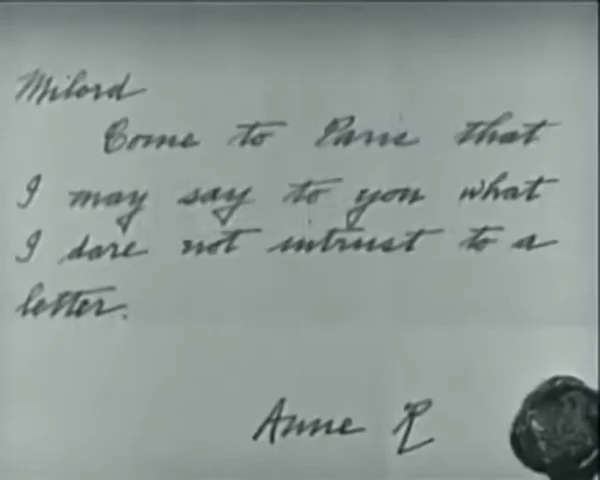 Milord
Come to Paris that
I may say to you what
I dare not intrust to a
letter.
Anne R